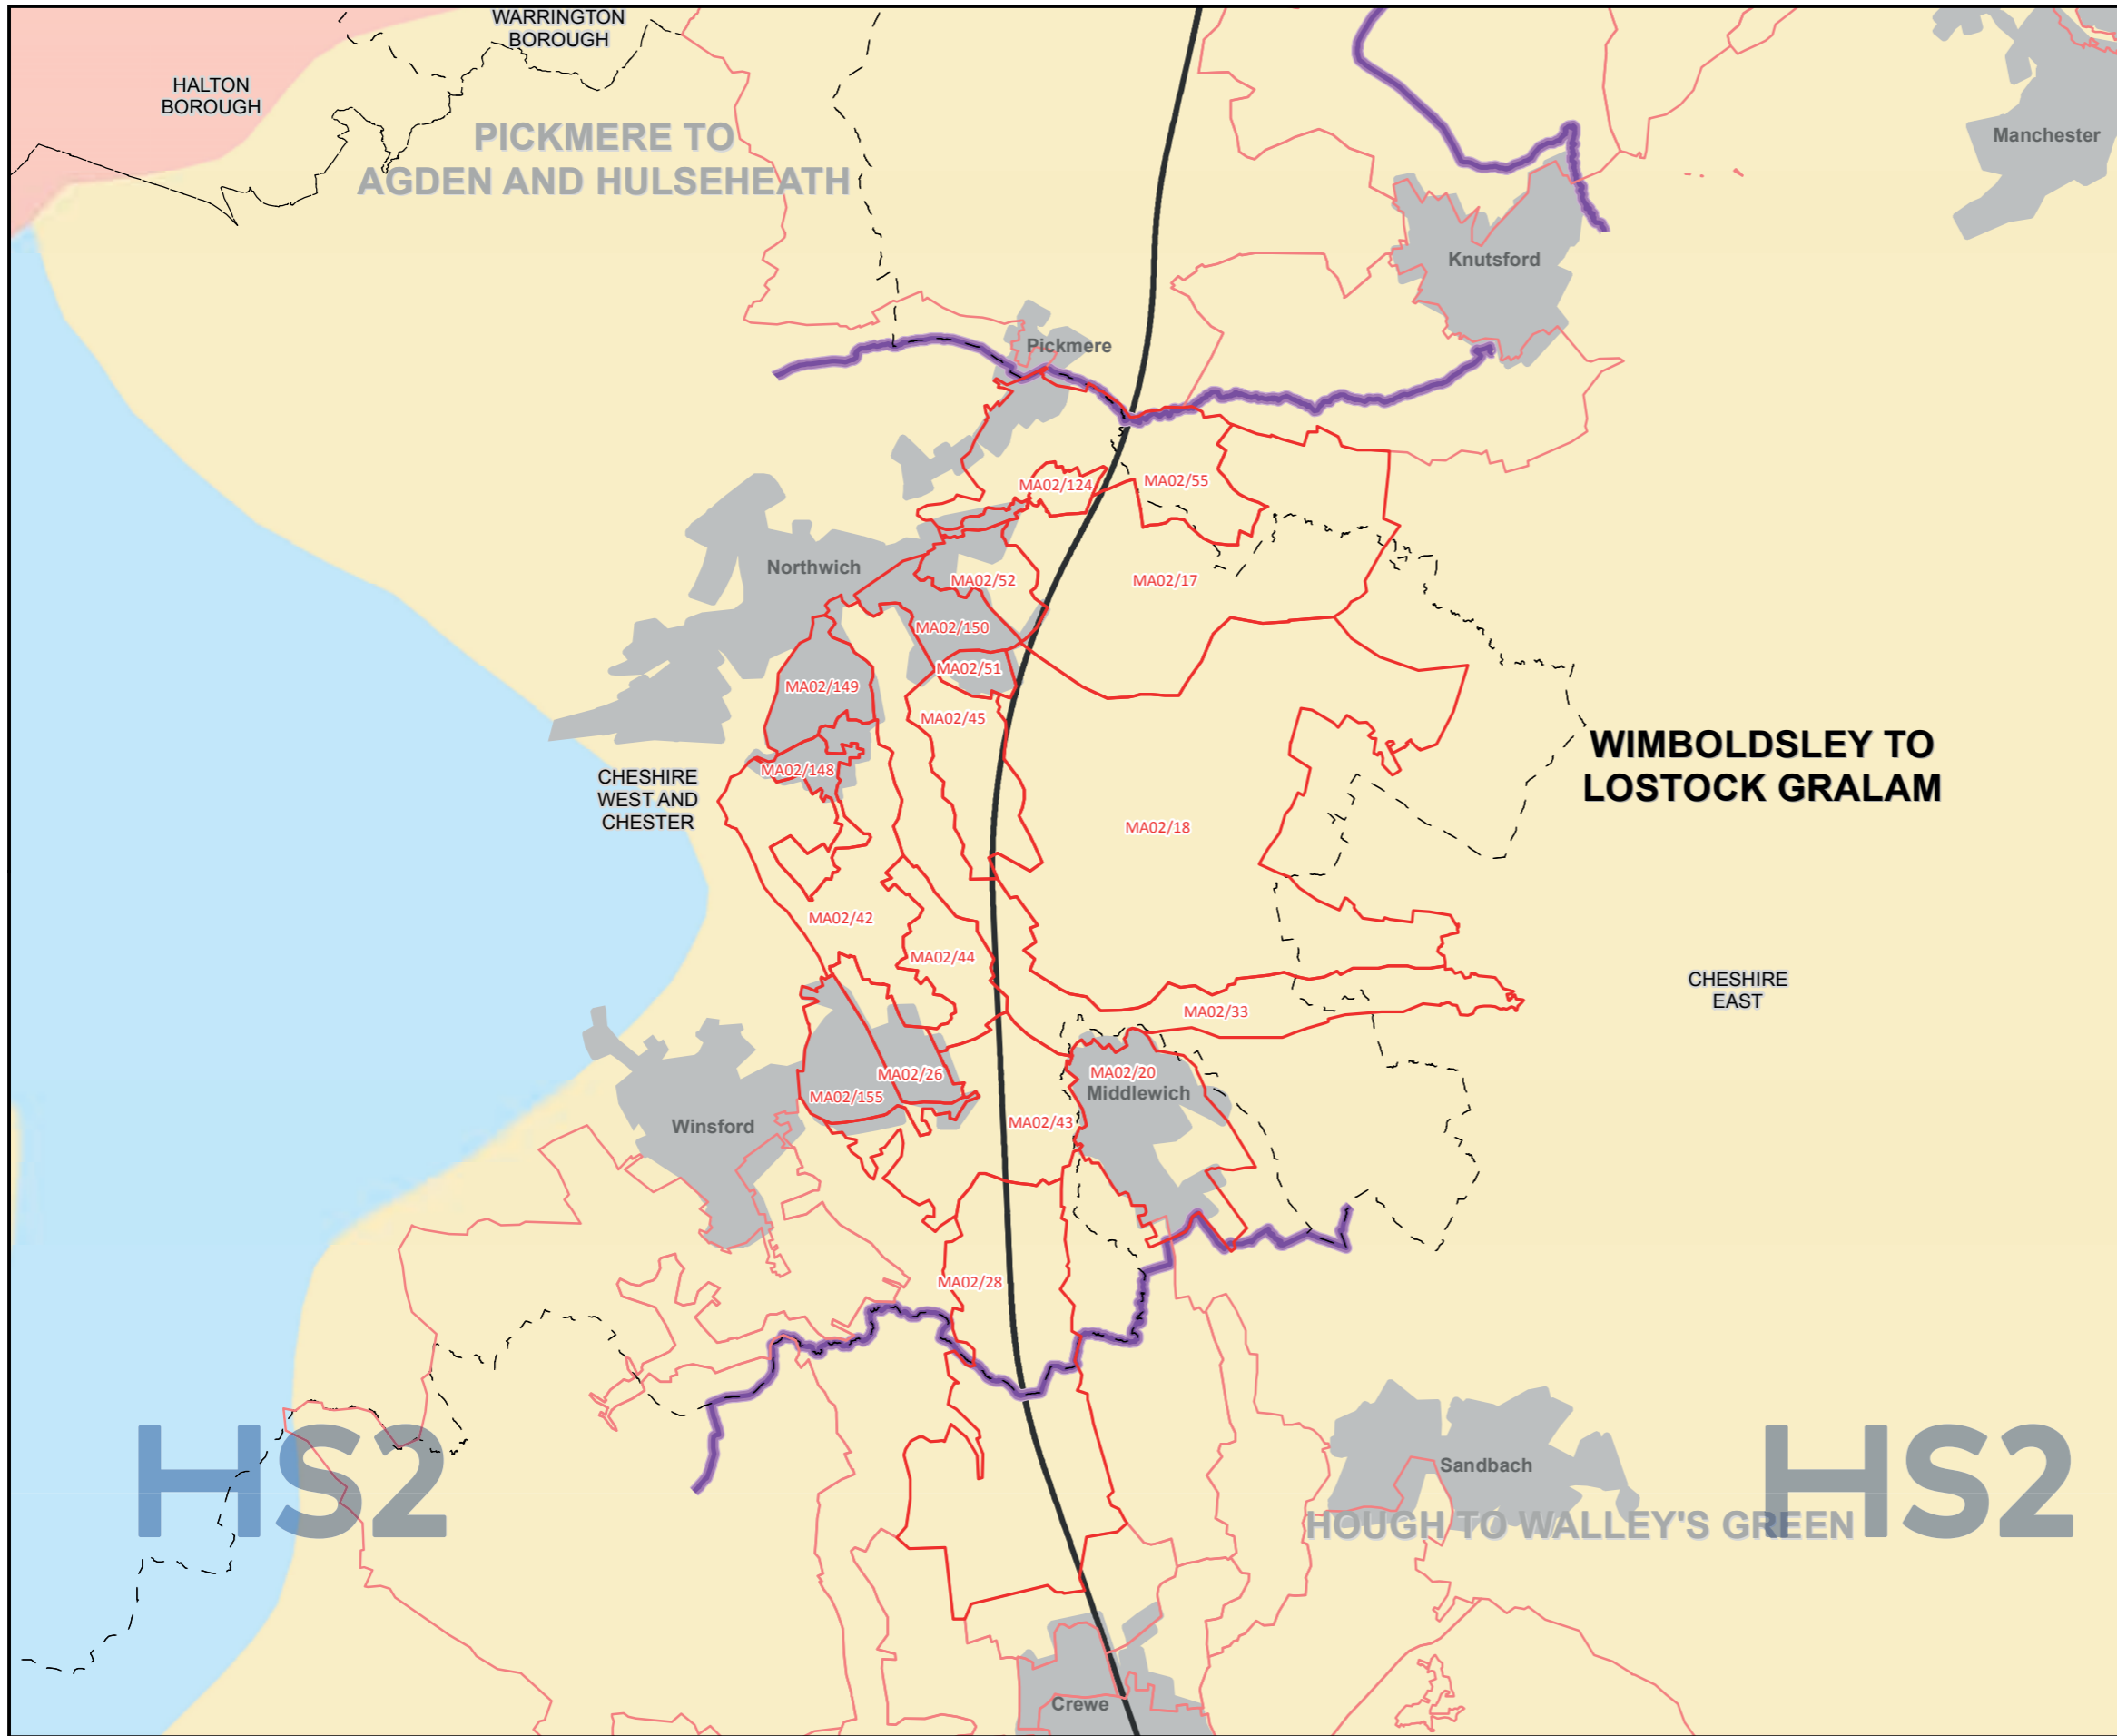 WARRINGTON
BOROUGH
HALTON
BOROUGH
PICKMERE TO
AGDEN AND HULSEHEATH
Manchester
Knutsford
Pickmere
MA02/124
MA02/55
Northwich
MA02/52
MA02/17
MA02/150
MA02/51
MA02/149
MA02/45
WIMBOLDSLEY TO
LOSTOCK GRALAM
MA02/148
CHESHIRE
WEST AND
CHESTER
MA02/18
MA02/42
MA02/44
CHESHIRE
EAST
MA02/33
MA02/26
MA02/20
Middlewich
MA02/155
Winsford
MA02/43
MA02/28
Sandbach
HS2
HOUGH TO WALLEY'S GREEN
HS2
Crewe